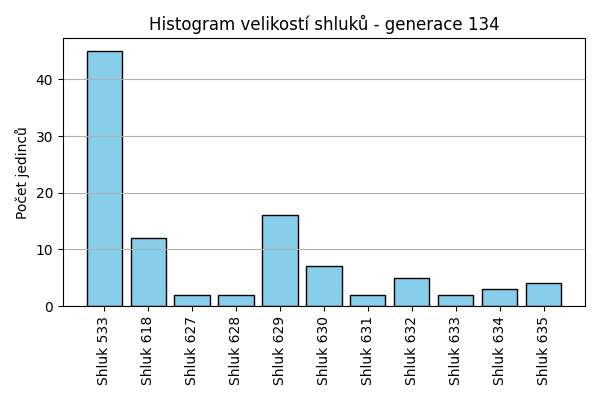 Histogram velikostí shluků - generace 134
Počet jedinců
40
30
20
10
0
Shluk 533
Shluk 618
Shluk 627
Shluk 628
Shluk 629
Shluk 630
Shluk 631
Shluk 632
Shluk 633
Shluk 634
Shluk 635